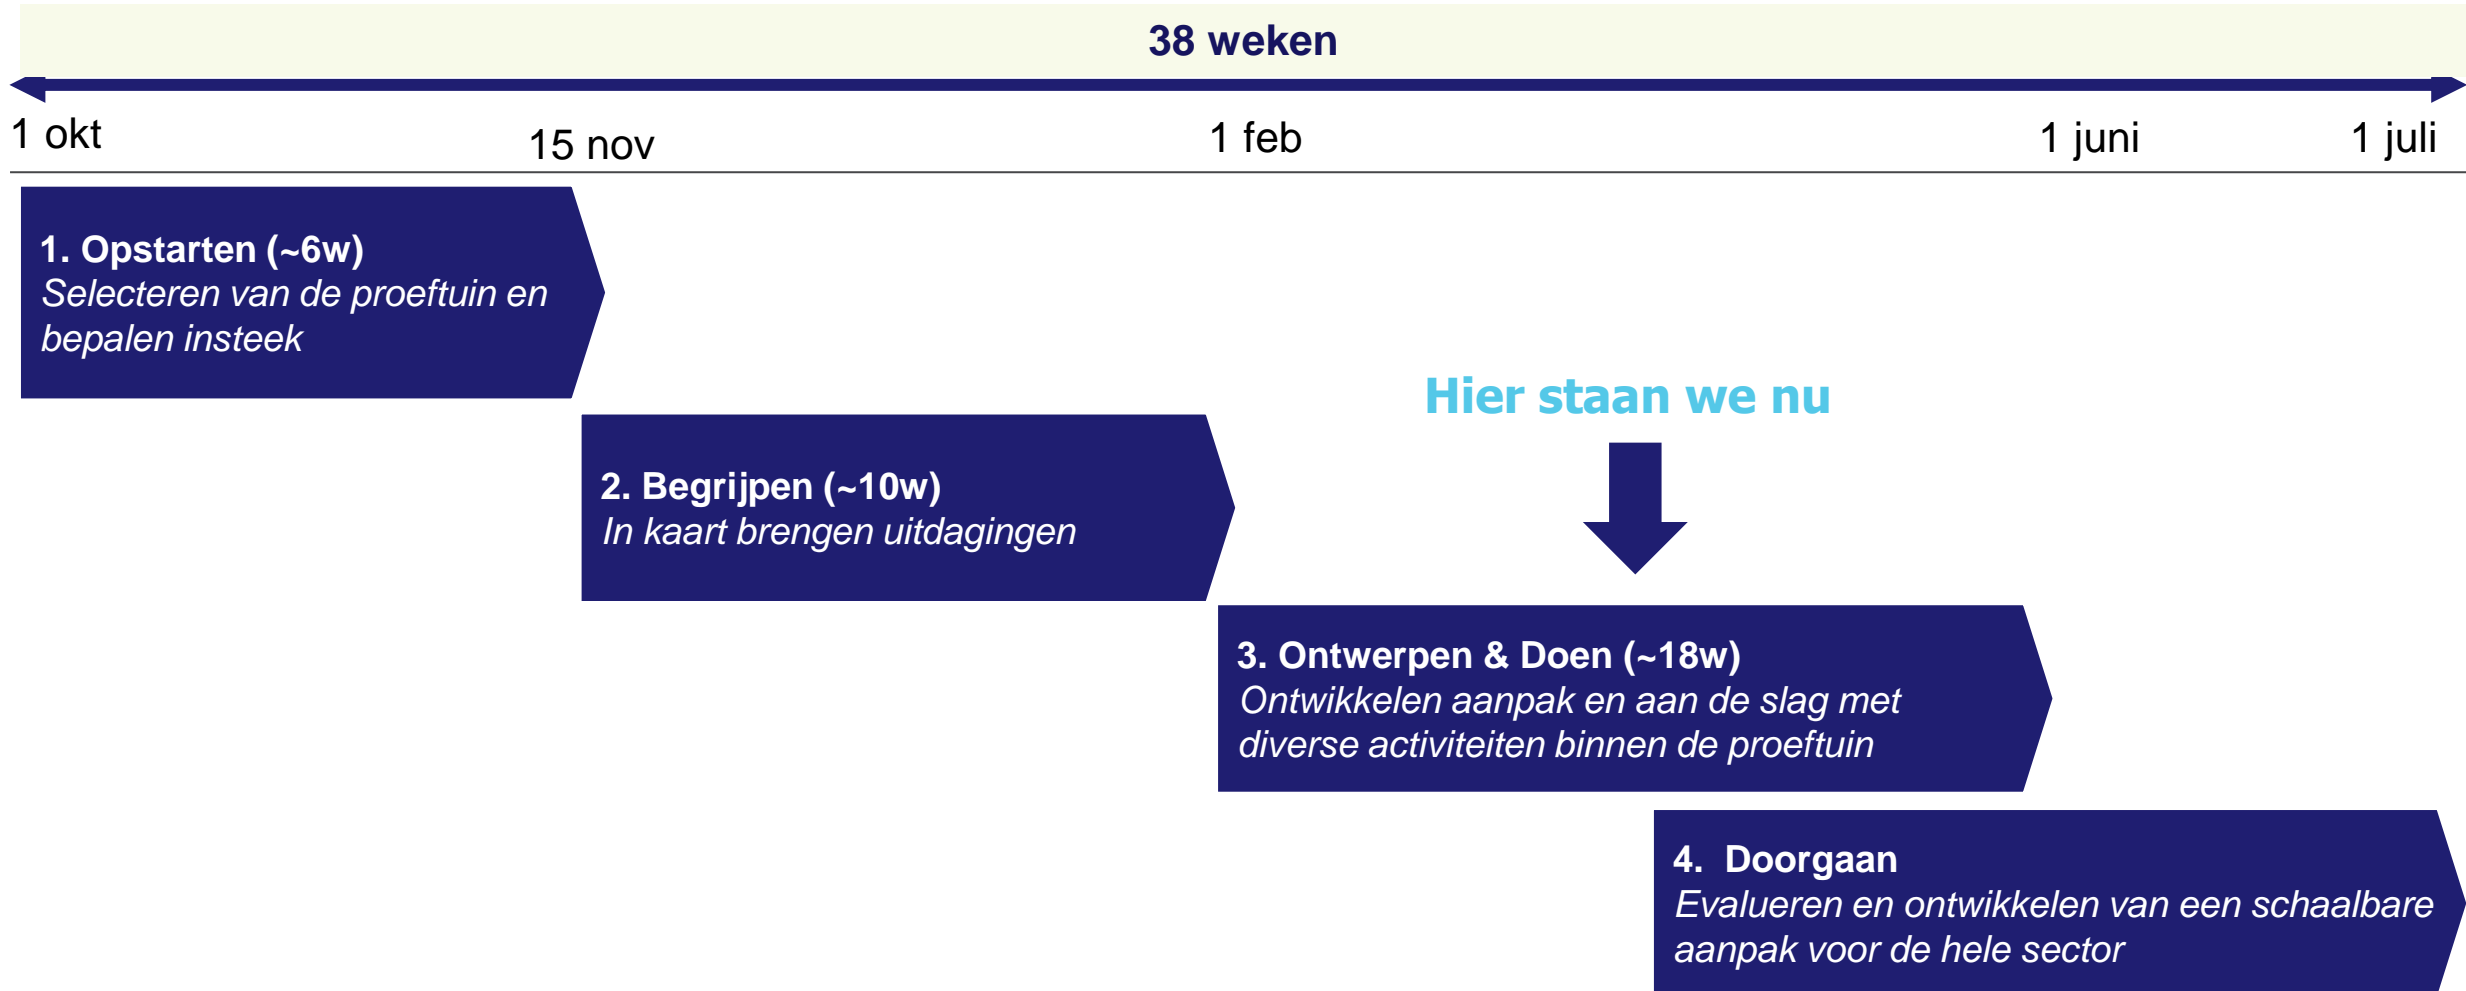 38 weken
1 okt
15 nov
1 feb
1 juni
1 juli
1. Opstarten (~6w)
Selecteren van de proeftuin en
bepalen insteek
Hier staan we nu
2. Begrijpen (~10w)
In kaart brengen uitdagingen
3. Ontwerpen & Doen (~18w)
Ontwikkelen aanpak en aan de slag met
diverse activiteiten binnen de proeftuin
4. Doorgaan
Evalueren en ontwikkelen van een schaalbare
aanpak voor de hele sector